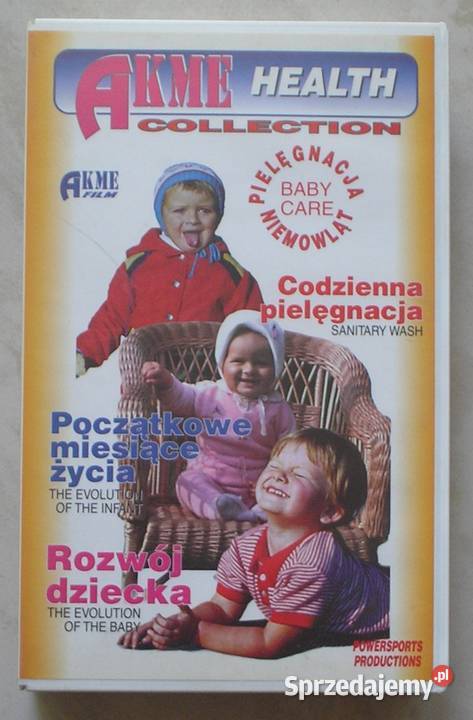 AKME HEALTH
COLLECTION
AKME
FILM
PIELĘGNACJA
BABY
CARE
NIEMOWLĄT
Codzienna
pielęgnacja
SANITARY WASH
Początkowe
miesiące
życia
THE EVOLUTION
OF THE INFANT
Rozwój
dziecka
THE EVOLUTION
OF THE BABY
POWERSPORTS
PRODUCTIONS
Sprzedajemy.pl